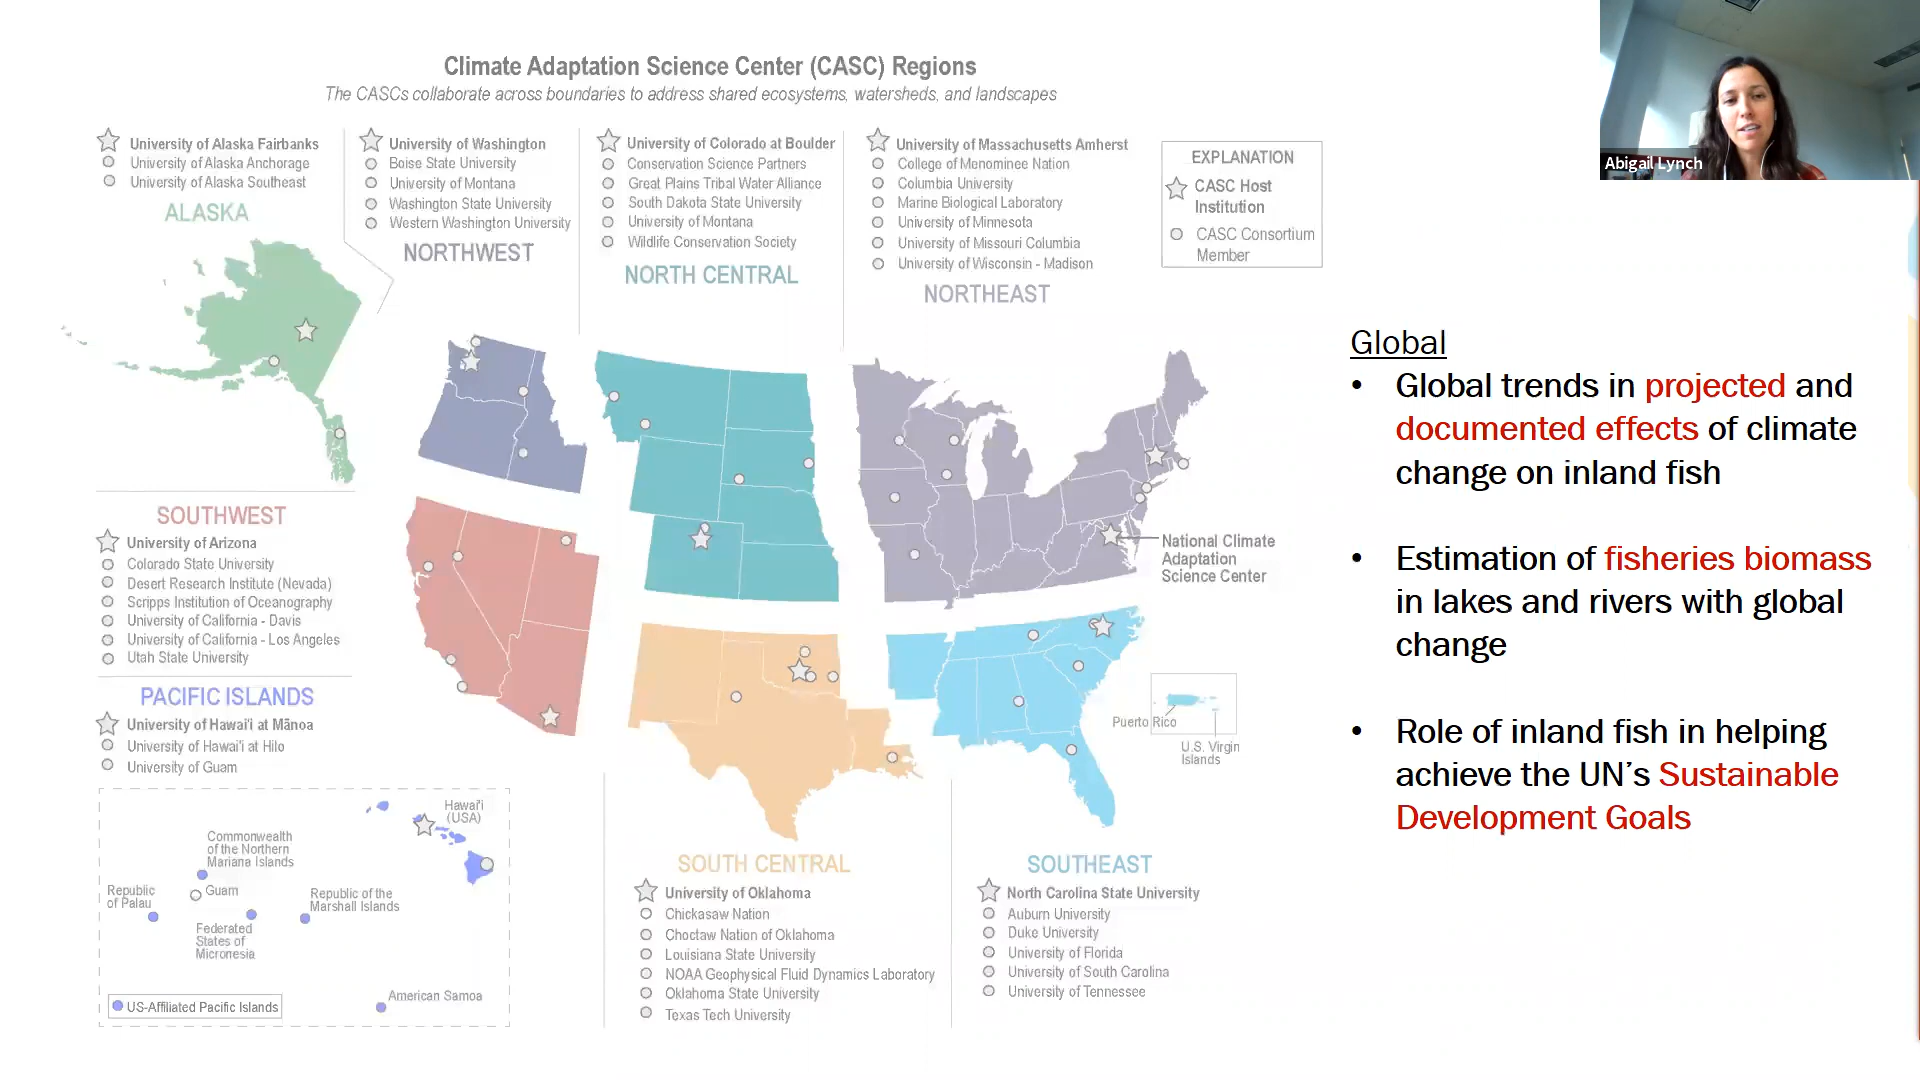 Climate Adaptation Science Center (CASC) Regions
The CASCs collaborate across boundaries to address shared ecosystems, watersheds, and landscapes
University of Alaska Fairbanks
University of Alaska Anchorage
University of Alaska Southeast
ALASKA
University of Washington
Boise State University
University of Montana
Washington State University
Western Washington University
NORTHWEST
University of Colorado at Boulder
Conservation Science Partners
Great Plains Tribal Water Alliance
South Dakota State University
University of Montana
Wildlife Conservation Society
NORTH CENTRAL
University of Massachusetts Amherst
College of Menominee Nation
Columbia University
Marine Biological Laboratory
University of Minnesota
University of Missouri Columbia
University of Wisconsin - Madison
NORTHEAST
EXPLANATION
CASC Host
Institution
CASC Consortium
Member
Abigail Lynch
SOUTHWEST
University of Arizona
Colorado State University
Desert Research Institute (Nevada)
Scripps Institution of Oceanography
University of California - Davis
University of California - Los Angeles
Utah State University
PACIFIC ISLANDS
University of Hawai'i at Mānoa
University of Hawai'i at Hilo
University of Guam
Hawai'i
(USA)
Commonwealth
of the Northern
Mariana Islands
Guam
Republic
of Palau
Republic of the
Marshall Islands
Federated
States of
Micronesia
American Samoa
US-Affiliated Pacific Islands
National Climate
Adaptation
Science Center
Puerto Rico
U.S. Virgin
Islands
SOUTH CENTRAL
University of Oklahoma
Chickasaw Nation
Choctaw Nation of Oklahoma
Louisiana State University
NOAA Geophysical Fluid Dynamics Laboratory
Oklahoma State University
Texas Tech University
SOUTHEAST
North Carolina State University
Auburn University
Duke University
University of Florida
University of South Carolina
University of Tennessee
Global
• Global trends in projected and
documented effects of climate
change on inland fish
• Estimation of fisheries biomass
in lakes and rivers with global
change
• Role of inland fish in helping
achieve the UN’s Sustainable
Development Goals